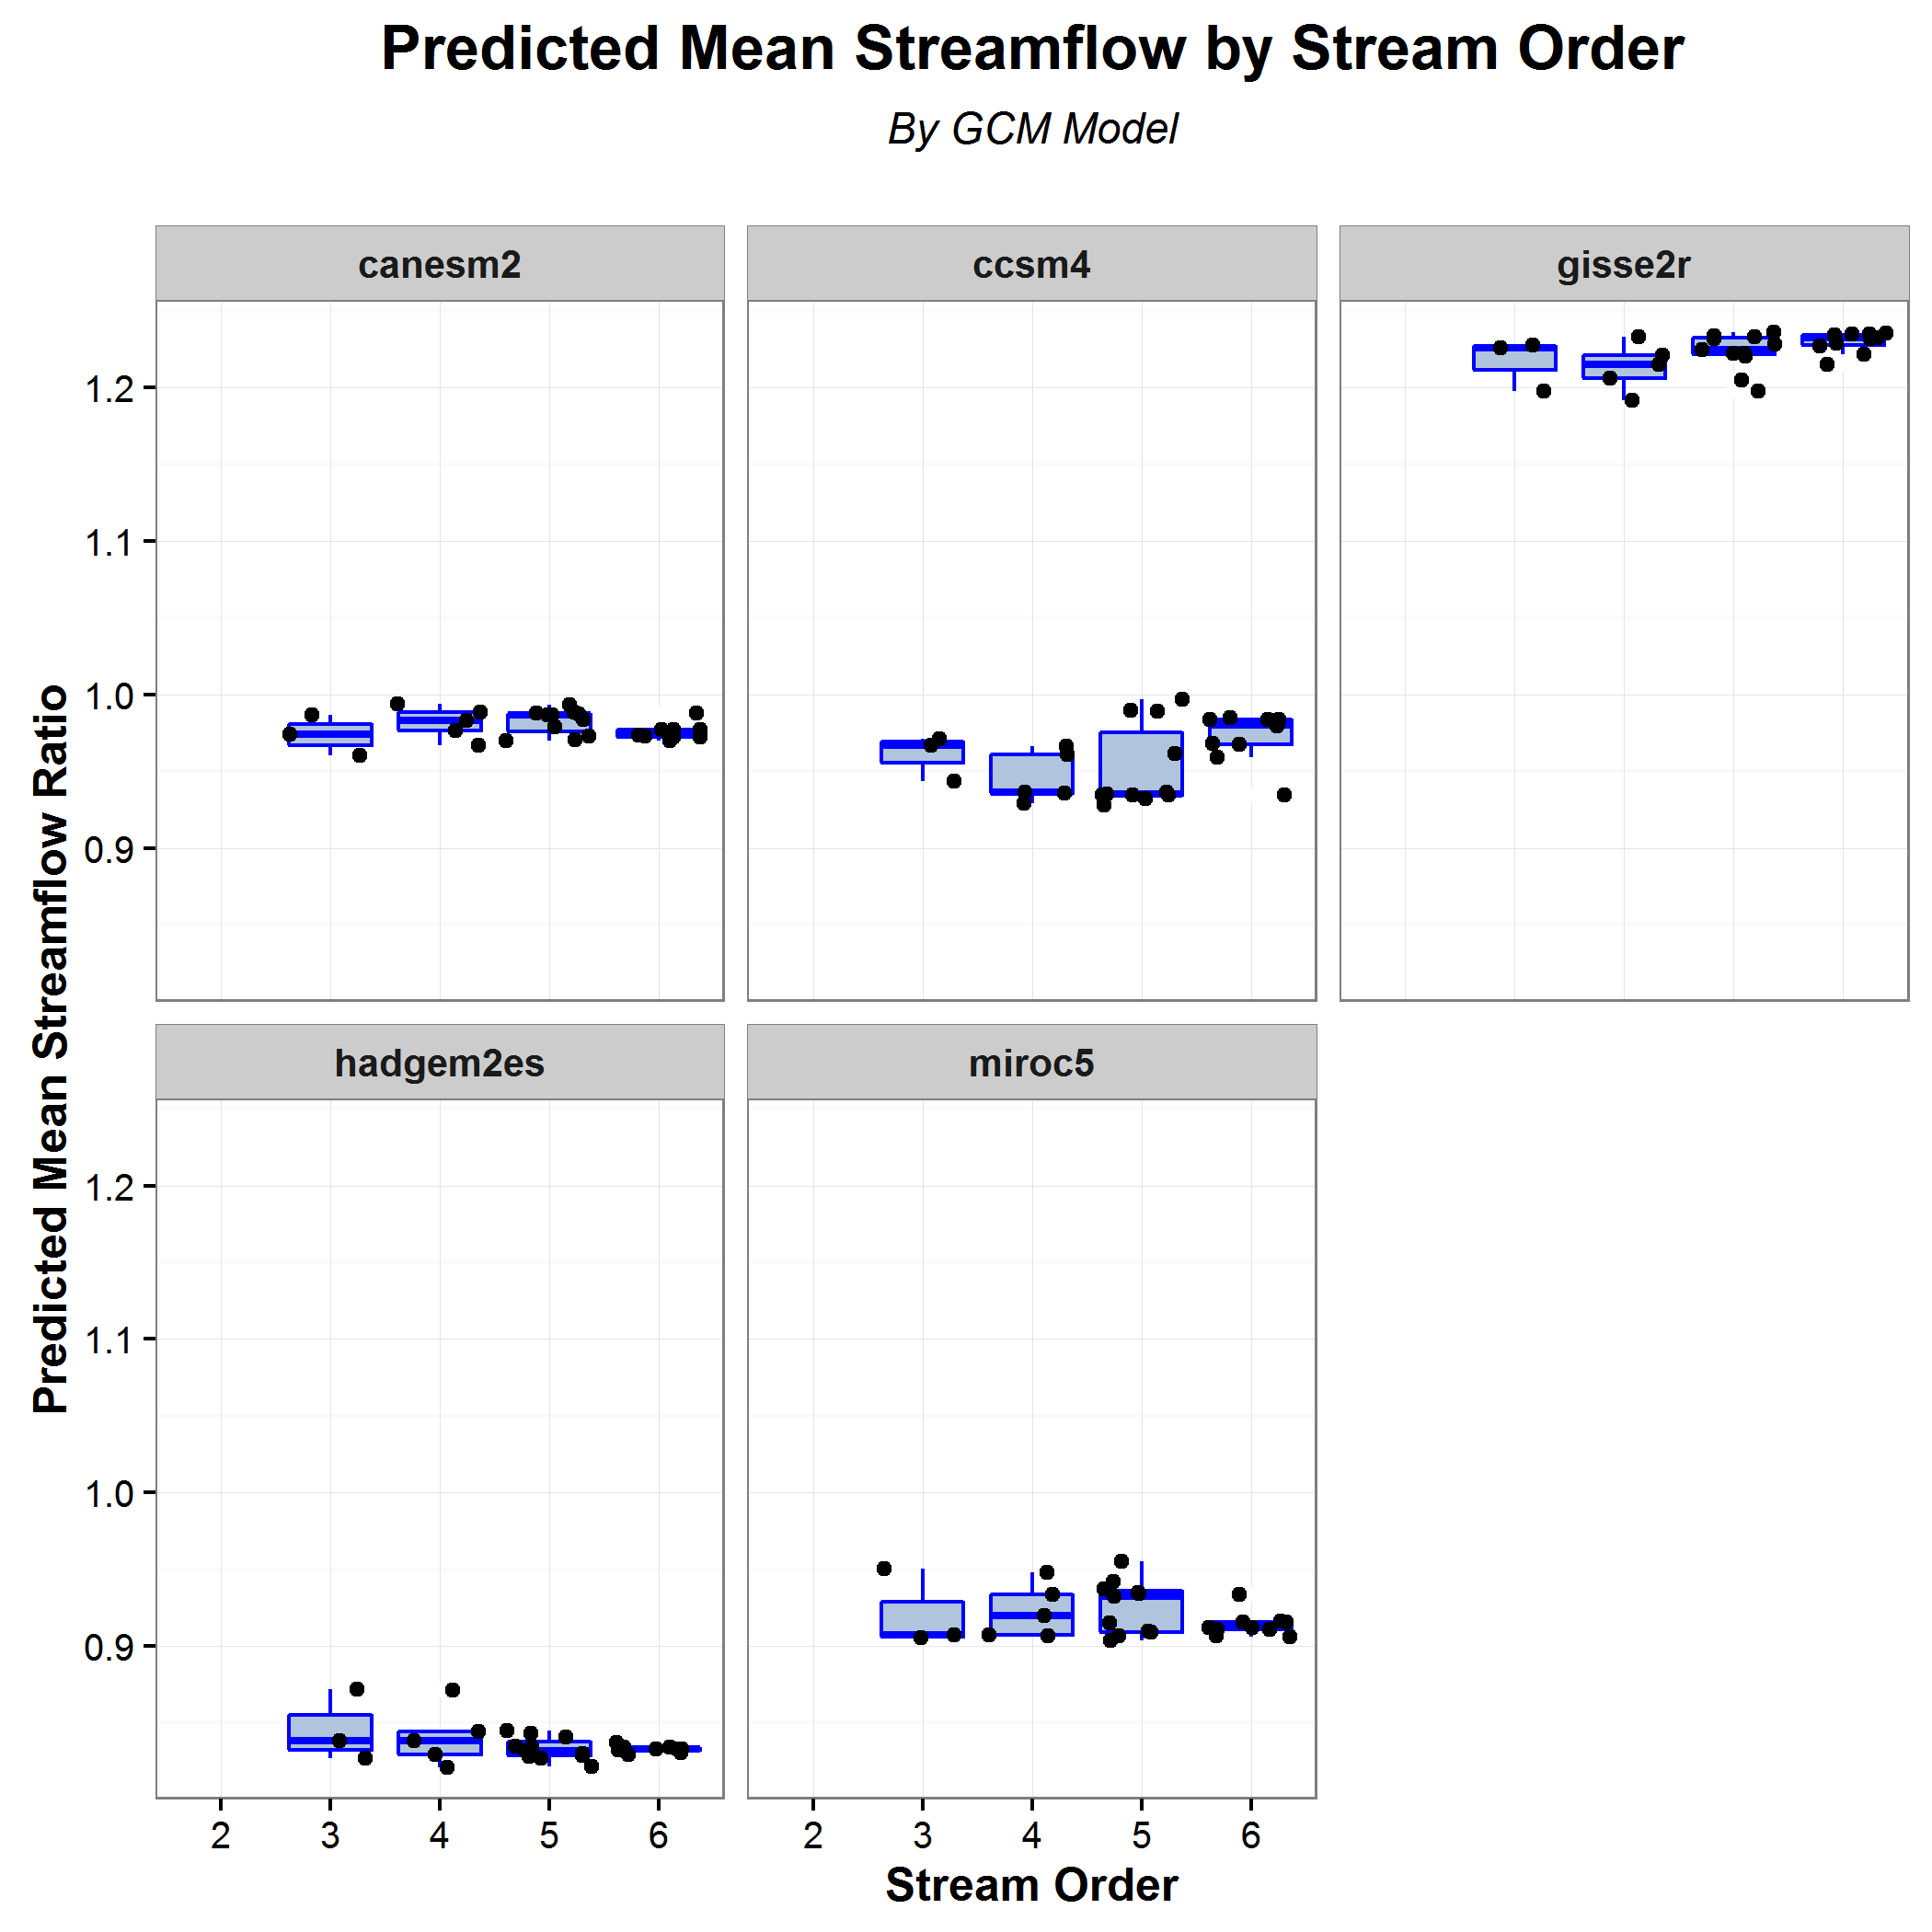 Predicted Mean Streamflow by Stream Order
By GCM Model
canesm2
ccsm4
gisse2r
1.2
1.1
1.0
0.9
Predicted Mean Streamflow Ratio
hadgem2es
miroc5
1.2
1.1
1.0
0.9
2 3 4 5 6
2 3 4 5 6
Stream Order